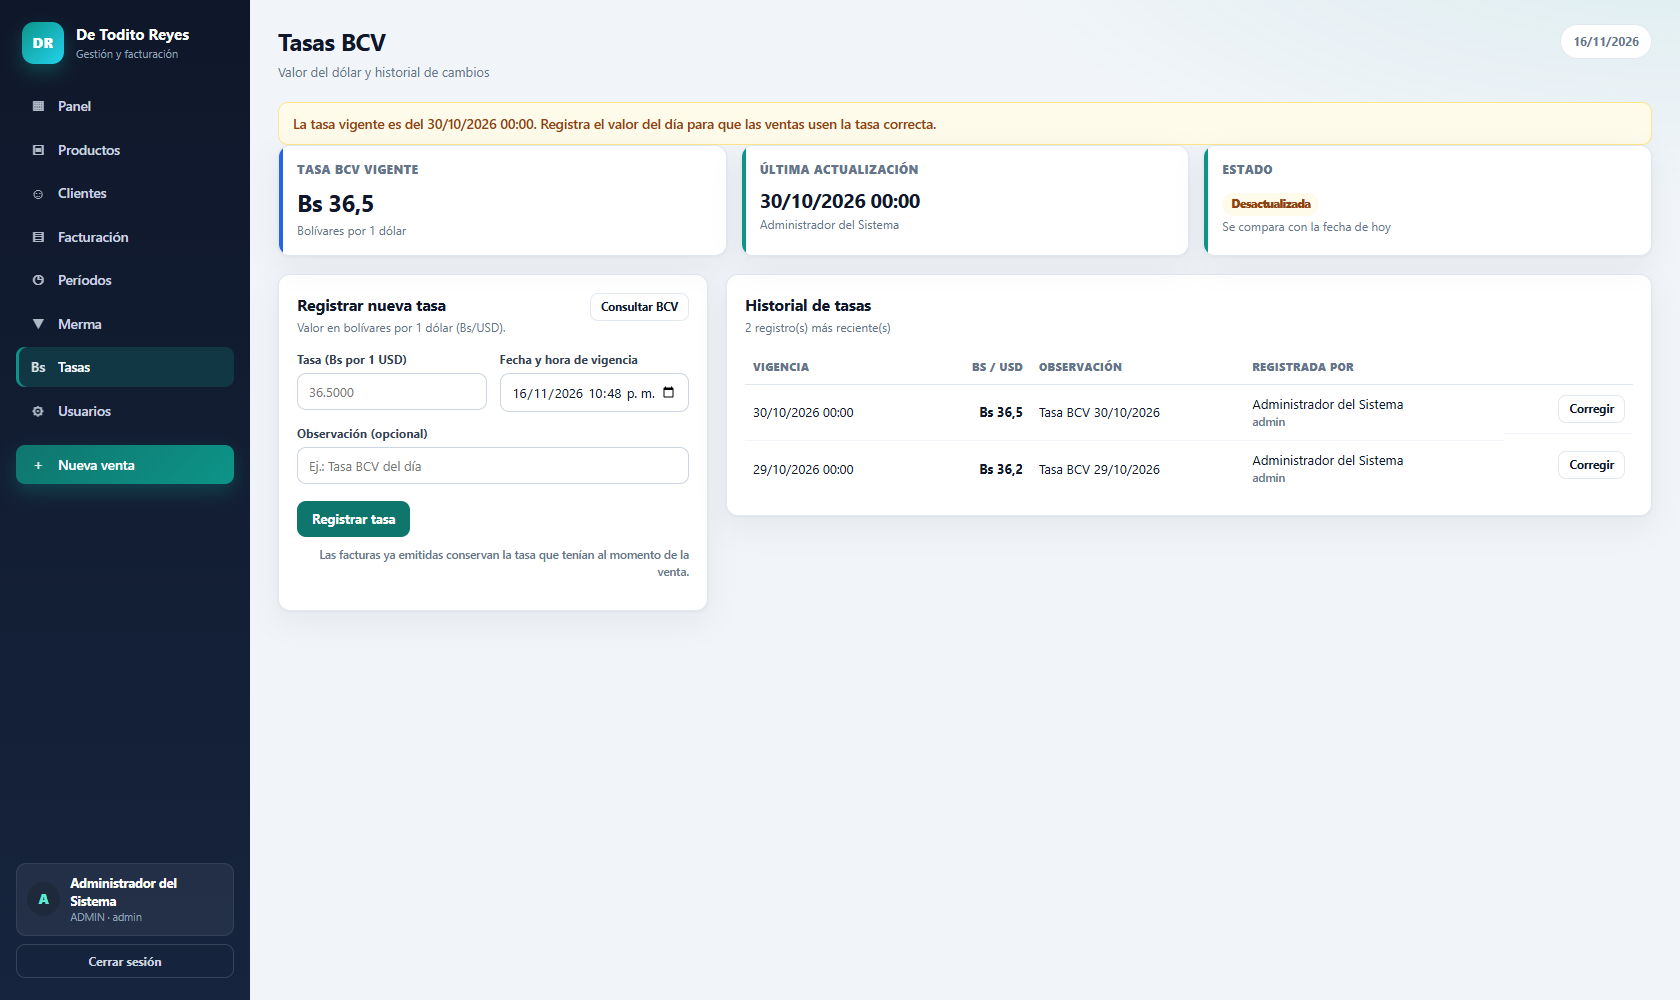 DR
De Todito Reyes
Gestión y facturación
Panel
Productos
Clientes
Facturación
Períodos
Merma
Bs Tasas
Usuarios
+ Nueva venta
A
Administrador del
Sistema
ADMIN · admin
Cerrar sesión
Tasas BCV
Valor del dólar y historial de cambios
16/11/2026
La tasa vigente es del 30/10/2026 00:00. Registra el valor del día para que las ventas usen la tasa correcta.
TASA BCV VIGENTE
Bs 36,5
Bolívares por 1 dólar
ÚLTIMA ACTUALIZACIÓN
30/10/2026 00:00
Administrador del Sistema
ESTADO
Desactualizada
Se compara con la fecha de hoy
Registrar nueva tasa
Consultar BCV
Valor en bolívares por 1 dólar (Bs/USD).
Tasa (Bs por 1 USD)
36.5000
Fecha y hora de vigencia
16/11/2026 10:48 p. m.
Observación (opcional)
Ej.: Tasa BCV del día
Registrar tasa
Las facturas ya emitidas conservan la tasa que tenían al momento de la
venta.
Historial de tasas
2 registro(s) más reciente(s)
VIGENCIA BS / USD OBSERVACIÓN REGISTRADA POR
30/10/2026 00:00 Bs 36,5 Tasa BCV 30/10/2026 Administrador del Sistema
admin
Corregir
29/10/2026 00:00 Bs 36,2 Tasa BCV 29/10/2026 Administrador del Sistema
admin
Corregir